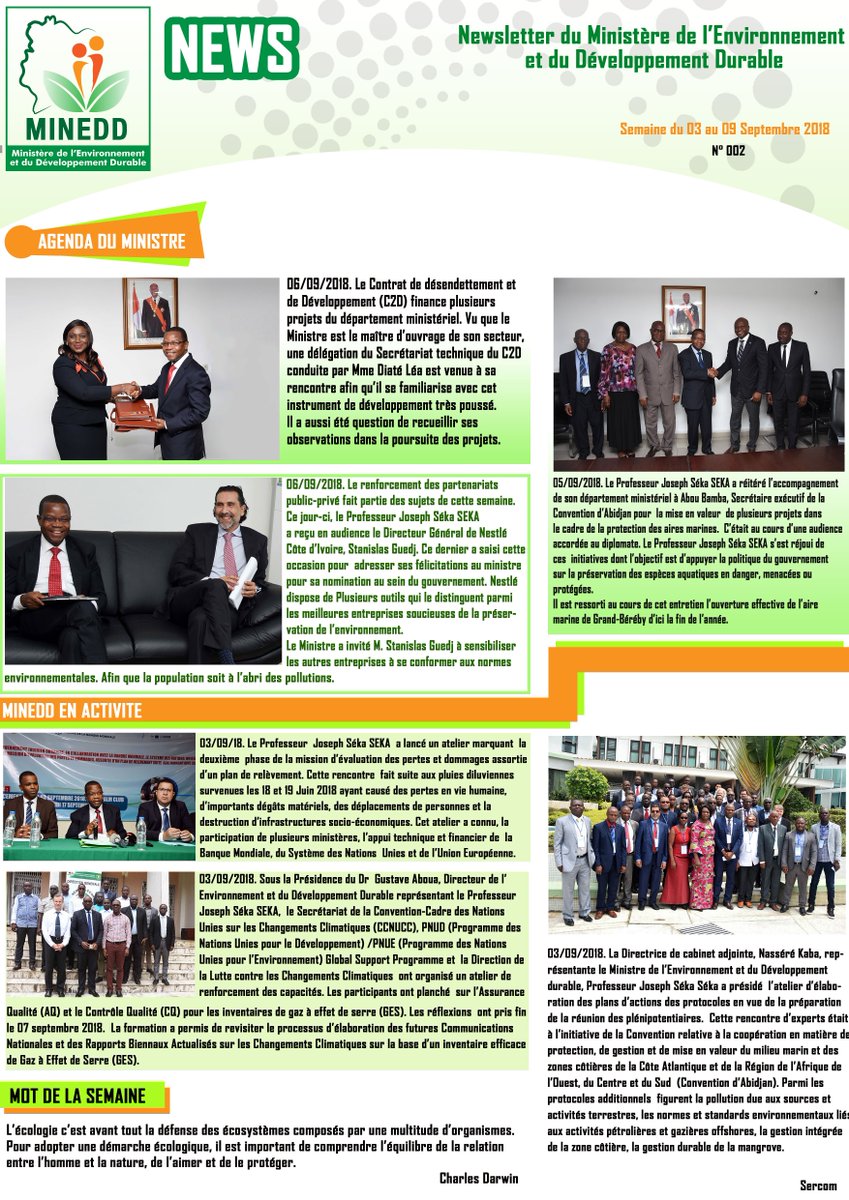 MINEDD
Ministère de l'Environnement
et du Développement Durable
NEWS
Newsletter du Ministère de l'Environnement
et du Développement Durable
Semaine du 03 au 09 Septembre 2018
N° 002
AGENDA DU MINISTRE
06/09/2018. Le Contrat de désendettement et
de Développement (C2D) finance plusieurs
projets du département ministériel. Vu que le
Ministre est le maître d'ouvrage de son secteur,
une délégation du Secrétariat technique du C2D
conduite par Mme Diaté Léa est venue à sa
rencontre afin qu'il se familiarise avec cet
instrument de développement très poussé.
Il a aussi été question de recueillir ses
observations dans la poursuite des projets.
06/09/2018. Le renforcement des partenariats
public-privé fait partie des sujets de cette semaine.
Ce jour-ci, le Professeur Joseph Séka SEKA
a reçu en audience le Directeur Général de Nestlé
Côte d'Ivoire, Stanislas Guedj. Ce dernier a saisi cette
occasion pour adresser ses félicitations au ministre
pour sa nomination au sein du gouvernement. Nestlé
dispose de Plusieurs outils qui le distinguent parmi
les meilleures entreprises soucieuses de la préser-
vation de l'environnement.
Le Ministre a invité M. Stanislas Guedj à sensibiliser
les autres entreprises à se conformer aux normes
environnementales. Afin que la population soit à l'abri des pollutions.
05/09/2018. Le Professeur Joseph Séka SEKA a réitéré l'accompagnement
de son département ministériel à Abou Bamba, Secrétaire exécutif de la
Convention d'Abidjan pour la mise en valeur de plusieurs projets dans
le cadre de la protection des aires marines. C'était au cours d'une audience
accordée au diplomate. Le Professeur Joseph Séka SEKA s'est réjoui de
ces initiatives dont l'objectif est d'appuyer la politique du gouvernement
sur la préservation des espèces aquatiques en danger, menacées ou
protégées.
Il est ressorti au cours de cet entretien l'ouverture effective de l'aire
marine de Grand-Béréby d'ici la fin de l'année.
MINEDD EN ACTIVITE
03/09/18. Le Professeur Joseph Séka SEKA a lancé un atelier marquant la
deuxième phase de la mission d'évaluation des pertes et dommages assortie
d'un plan de relèvement. Cette rencontre fait suite aux pluies diluviennes
survenues les 18 et 19 Juin 2018 ayant causé des pertes en vie humaine,
d'importants dégâts matériels, des déplacements de personnes et la
destruction d'infrastructures socio-économiques. Cet atelier a connu, la
participation de plusieurs ministères, l'appui technique et financier de la
Banque Mondiale, du Système des Nations Unies et de l'Union Européenne.
03/09/2018. Sous la Présidence du Dr Gustave Aboua, Directeur de l'
Environnement et du Développement Durable représentant le Professeur
Joseph Séka SEKA, le Secrétariat de la Convention-Cadre des Nations
Unies sur les Changements Climatiques (CCNUCC), PNUD (Programme des
Nations Unies pour le Développement) /PNUE (Programme des Nations
Unies pour l'Environnement) Global Support Programme et la Direction de
la Lutte contre les Changements Climatiques ont organisé un atelier de
renforcement des capacités. Les participants ont planché sur l'Assurance
Qualité (AQ) et le Contrôle Qualité (CQ) pour les inventaires de gaz à effet de serre (GES). Les réflexions ont pris fin
le 07 septembre 2018. La formation a permis de revisiter le processus d'élaboration des futures Communications
Nationales et des Rapports Biennaux Actualisés sur les Changements Climatiques sur la base d'un inventaire efficace
de Gaz à Effet de Serre (GES).
03/09/2018. La Directrice de cabinet adjointe, Nasséré Kaba, rep-
résentante le Ministre de l'Environnement et du Développement
durable, Professeur Joseph Séka Séka a présidé l'atelier d'élabo-
ration des plans d'actions des protocoles en vue de la préparation
de la réunion des plénipotentiaires. Cette rencontre d'experts était
à l'initiative de la Convention relative à la coopération en matière de
protection, de gestion et de mise en valeur du milieu marin et des
zones côtières de la Côte Atlantique et de la Région de l'Afrique de
l'Ouest, du Centre et du Sud (Convention d'Abidjan). Parmi les
protocoles additionnels figurent la pollution due aux sources et
activités terrestres, les normes et standards environnementaux liés
aux activités pétrolières et gazières offshores, la gestion intégrée
de la zone côtière, la gestion durable de la mangrove.
Sercom
MOT DE LA SEMAINE
L'écologie c'est avant tout la défense des écosystèmes composés par une multitude d'organismes.
Pour adopter une démarche écologique, il est important de comprendre l'équilibre de la relation
entre l'homme et la nature, de l'aimer et de le protéger.
Charles Darwin